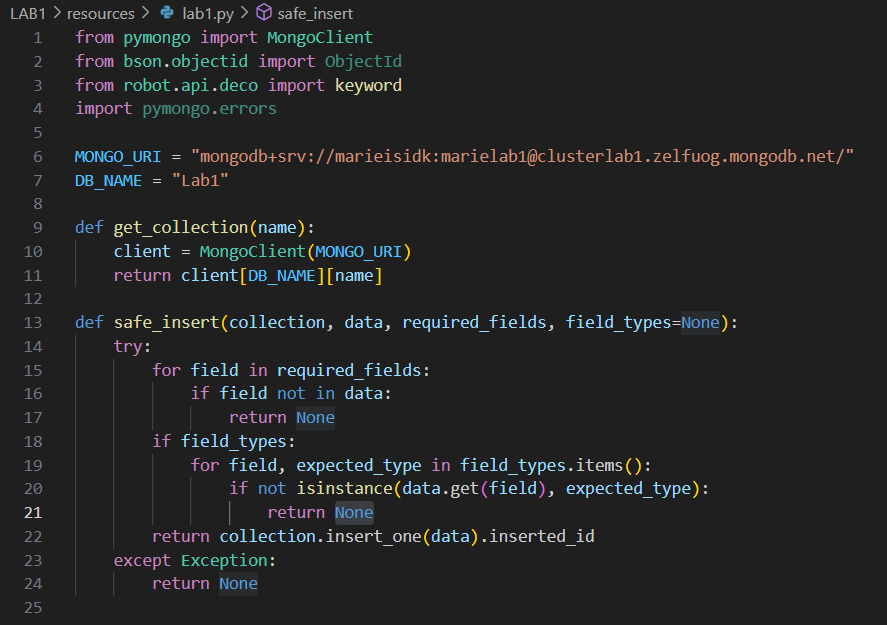 LAB1 > resources > lab1.py > safe_insert
1 from pymongo import MongoClient
2 from bson.objectid import ObjectId
3 from robot.api.deco import keyword
4 import pymongo.errors
5
6 MONGO_URI = "mongodb+srv://marieisidk:marielab1@clusterlab1.zelfuog.mongodb.net/"
7 DB_NAME = "Lab1"
8
9 def get_collection(name):
10     client = MongoClient(MONGO_URI)
11     return client[DB_NAME][name]
12
13 def safe_insert(collection, data, required_fields, field_types=None):
14     try:
15         for field in required_fields:
16             if field not in data:
17                 return None
18         if field_types:
19             for field, expected_type in field_types.items():
20                 if not isinstance(data.get(field), expected_type):
21                     return None
22         return collection.insert_one(data).inserted_id
23     except Exception:
24         return None
25